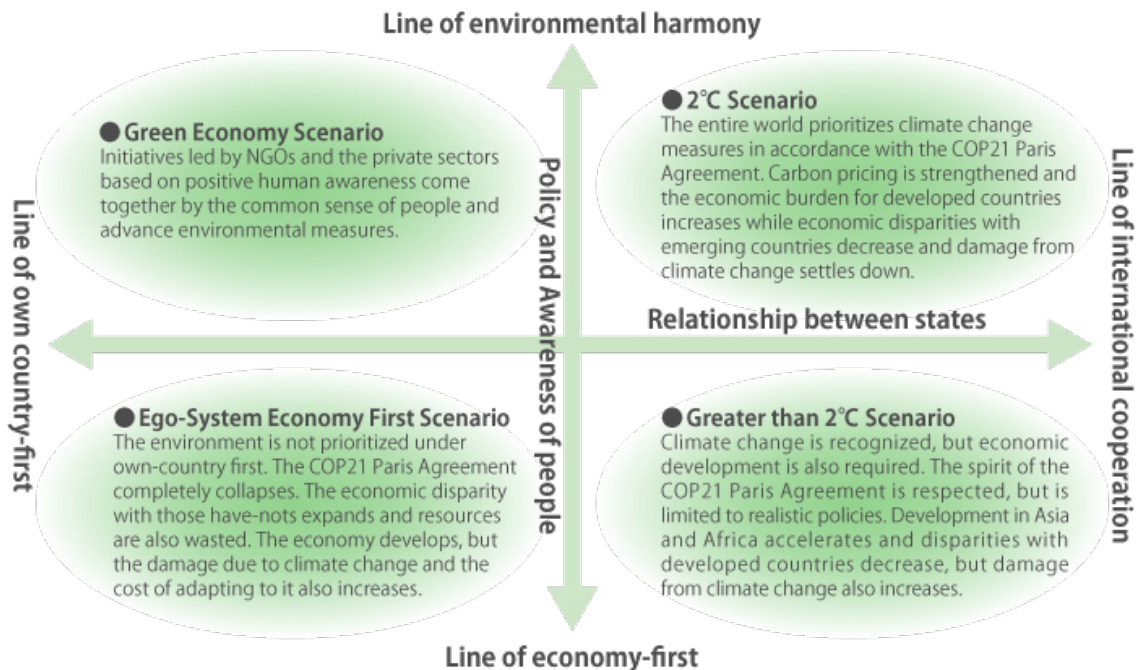 Line of environmental harmony
● Green Economy Scenario
Initiatives led by NGOs and the private sectors
based on positive human awareness come
together by the common sense of people and
advance environmental measures.
● 2℃ Scenario
The entire world prioritizes climate change
measures in accordance with the COP21 Paris
Agreement. Carbon pricing is strengthened and
the economic burden for developed countries
increases while economic disparities with
emerging countries decrease and damage from
climate change settles down.
Line of own country-first
Policy and Awareness of people
Relationship between states
Line of international cooperation
● Ego-System Economy First Scenario
The environment is not prioritized under
own-country first. The COP21 Paris Agreement
completely collapses. The economic disparity
with those have-nots expands and resources
are also wasted. The economy develops, but
the damage due to climate change and the
cost of adapting to it also increases.
● Greater than 2℃ Scenario
Climate change is recognized, but economic
development is also required. The spirit of the
COP21 Paris Agreement is respected, but is
limited to realistic policies. Development in Asia
and Africa accelerates and disparities with
developed countries decrease, but damage
from climate change also increases.
Line of economy-first